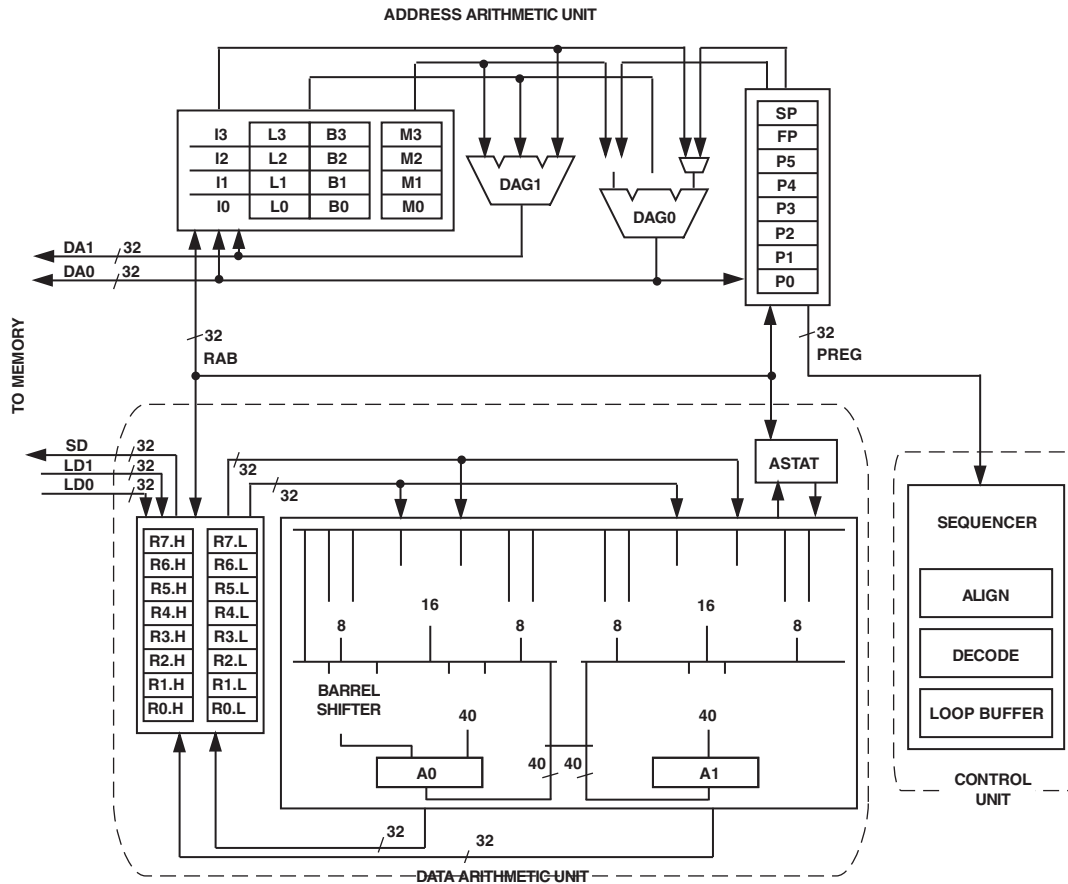 ADDRESS ARITHMETIC UNIT
I3 L3 B3 M3
I2 L2 B2 M2
I1 L1 B1 M1
I0 L0 B0 M0
DAG1
DAG0
SP
FP
P5
P4
P3
P2
P1
P0
DA1 32
DA0 32
TO MEMORY
32
RAB
32
PREG
SD 32
LD1 32
LD0 32
32
32
ASTAT
R7.H R7.L
R6.H R6.L
R5.H R5.L
R4.H R4.L
R3.H R3.L
R2.H R2.L
R1.H R1.L
R0.H R0.L
16 16
8 8 8 8
BARREL
SHIFTER
40 40
A0 40 40 A1
32
32
DATA ARITHMETIC UNIT
SEQUENCER
ALIGN
DECODE
LOOP BUFFER
CONTROL
UNIT